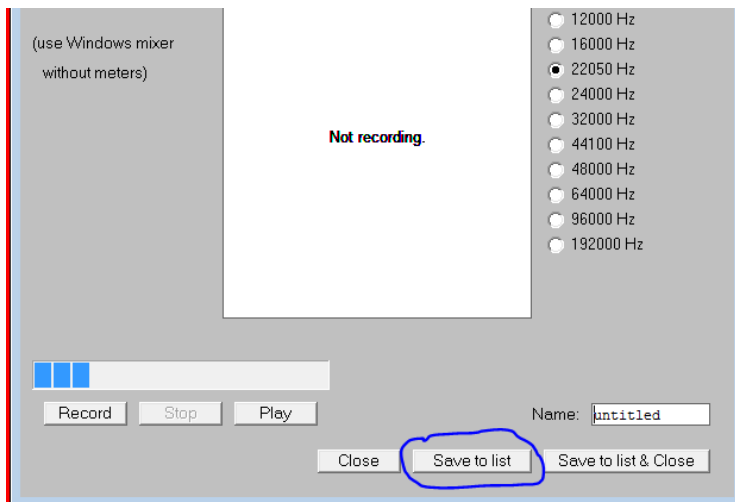 12000 Hz
(use Windows mixer
16000 Hz
without meters)
22050 Hz
24000 Hz
32000 Hz
Not recording.
44100 Hz
48000 Hz
64000 Hz
96000 Hz
192000 Hz
Record Stop Play
Name: untitled
Close Save to list Save to list & Close